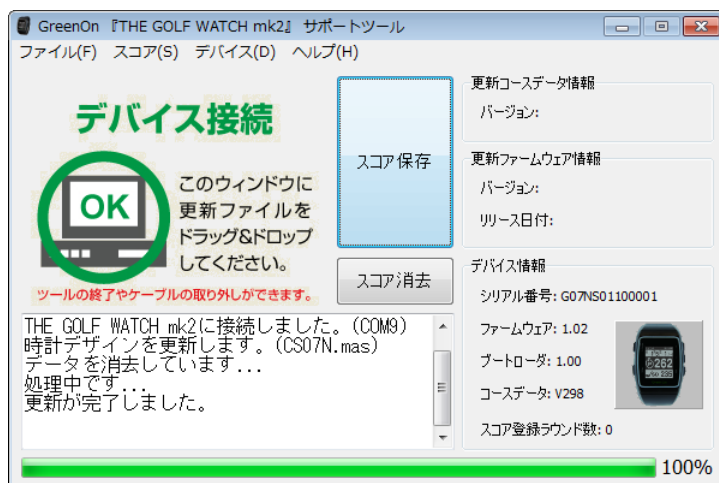 GreenOn 『THE GOLF WATCH mk2』 サポートツール
ファイル(F) スコア(S) デバイス(D) ヘルプ(H)
デバイス接続
OK
このウィンドウに
更新ファイルを
ドラッグ&ドロップ
してください。
ツールの終了やケーブルの取り外しができます。
スコア保存
スコア消去
更新コースデータ情報
バージョン:
更新ファームウェア情報
バージョン:
リリース日付:
デバイス情報
シリアル番号: G07NS01100001
ファームウェア: 1.02
ブートローダ: 1.00
コースデータ: V298
スコア登録ラウンド数: 0
THE GOLF WATCH mk2に接続しました。(COM9)
時計デザインを更新します。(CS07N.mas)
データを消去しています...
処理中です...
更新が完了しました。
100%